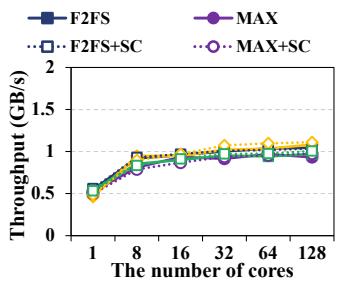 F2FS MAX
F2FS+SC MAX+SC
Throughput (GB/s)
2
1.5
1
0.5
0
1 8 16 32 64 128
The number of cores